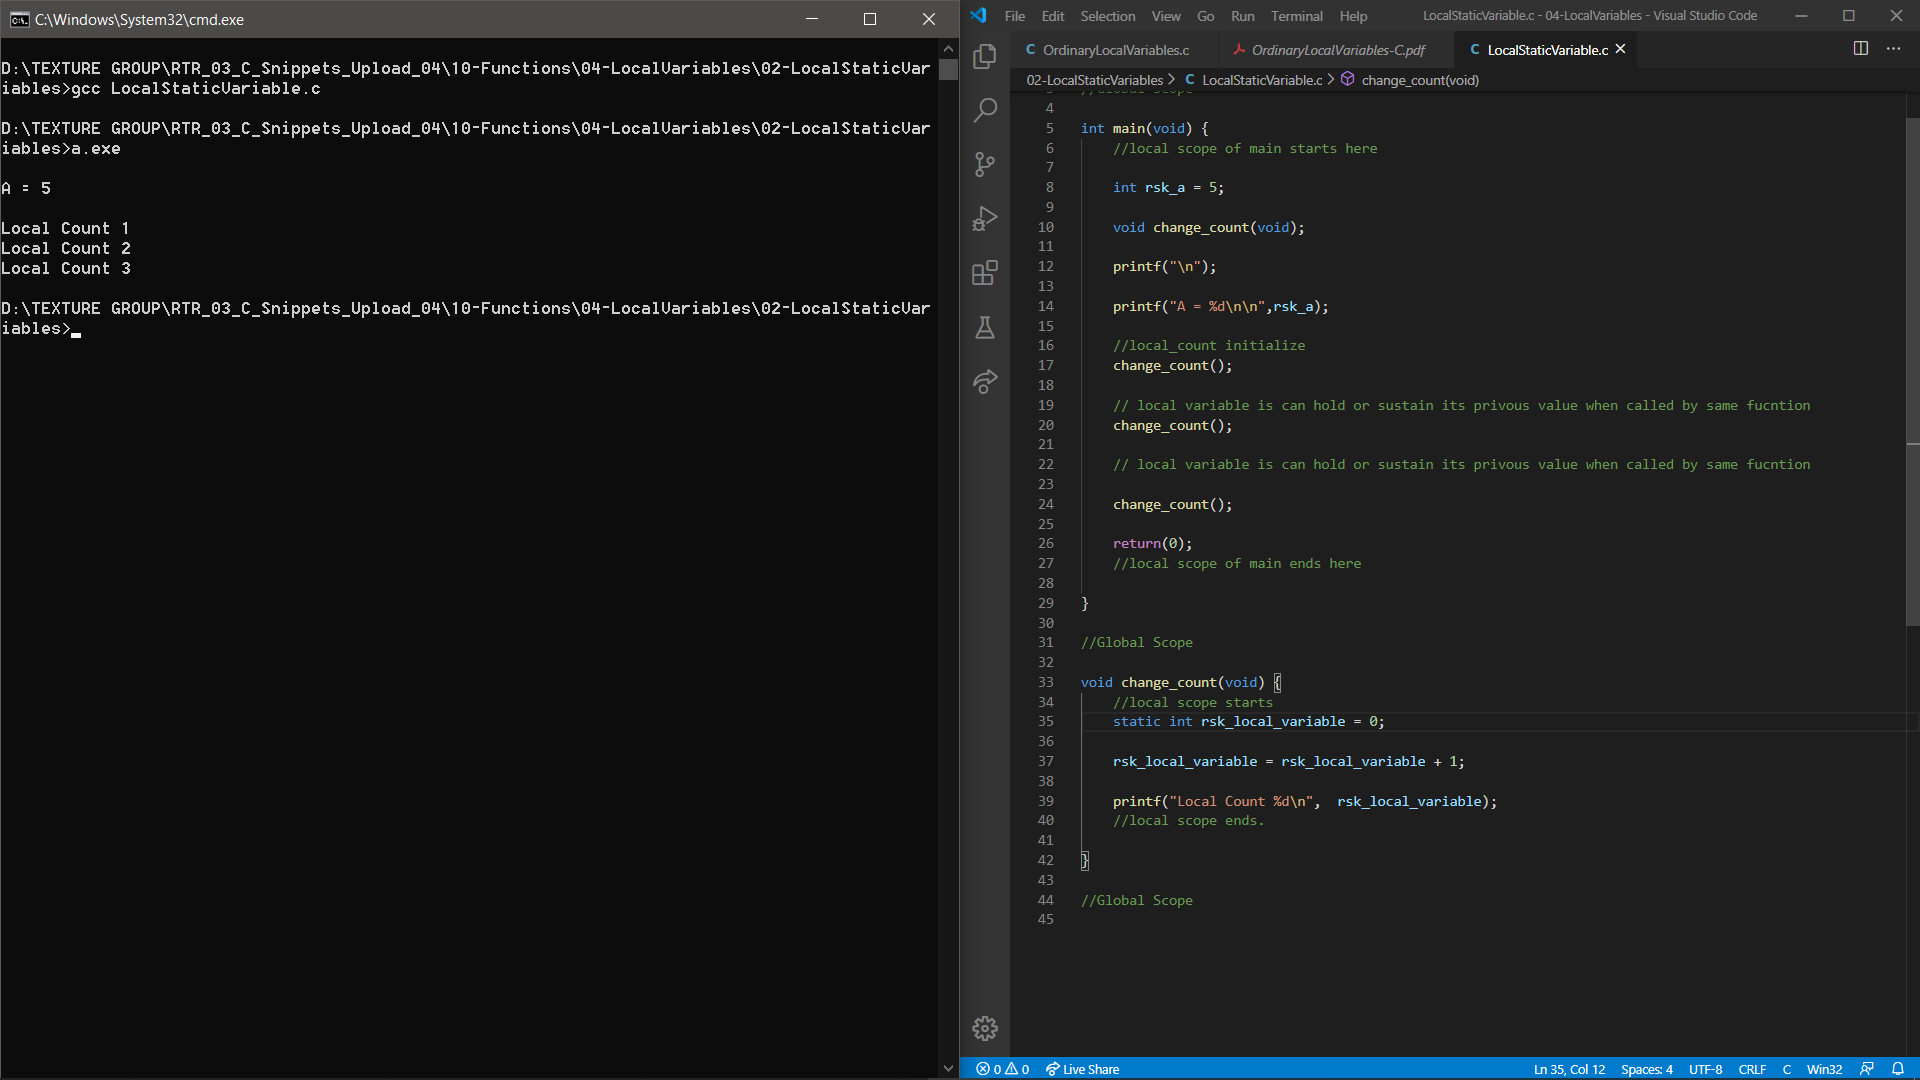 C:\Windows\System32\cmd.exe
D:\TEXTURE GROUP\RTR_03_C_Snippets_Upload_04\10-Functions\04-LocalVariables\02-LocalStaticVar
iables>gcc LocalStaticVariable.c
D:\TEXTURE GROUP\RTR_03_C_Snippets_Upload_04\10-Functions\04-LocalVariables\02-LocalStaticVar
iables>a.exe
A = 5
Local Count 1
Local Count 2
Local Count 3
D:\TEXTURE GROUP\RTR_03_C_Snippets_Upload_04\10-Functions\04-LocalVariables\02-LocalStaticVar
iables>
File Edit Selection View Go Run Terminal Help LocalStaticVariable.c - 04-LocalVariables - Visual Studio Code
C OrdinaryLocalVariables.c OrdinaryLocalVariables-C.pdf C LocalStaticVariable.c
02-LocalStaticVariables > C LocalStaticVariable.c > change_count(void)
3 //Global Scope
4
5 int main(void) {
6 //local scope of main starts here
7
8 int rsk_a = 5;
9
10 void change_count(void);
11
12 printf("\n");
13
14 printf("A = %d\n\n",rsk_a);
15
16 //local_count initialize
17 change_count();
18
19 // local variable is can hold or sustain its privous value when called by same fucntion
20 change_count();
21
22 // local variable is can hold or sustain its privous value when called by same fucntion
23
24 change_count();
25
26 return(0);
27 //local scope of main ends here
28
29 }
30
31 //Global Scope
32
33 void change_count(void) {
34 //local scope starts
35 static int rsk_local_variable = 0;
36
37 rsk_local_variable = rsk_local_variable + 1;
38
39 printf("Local Count %d\n",  rsk_local_variable);
40 //local scope ends.
41
42 }
43
44 //Global Scope
45
0 0 Live Share Ln 35, Col 12 Spaces: 4 UTF-8 CRLF C Win32